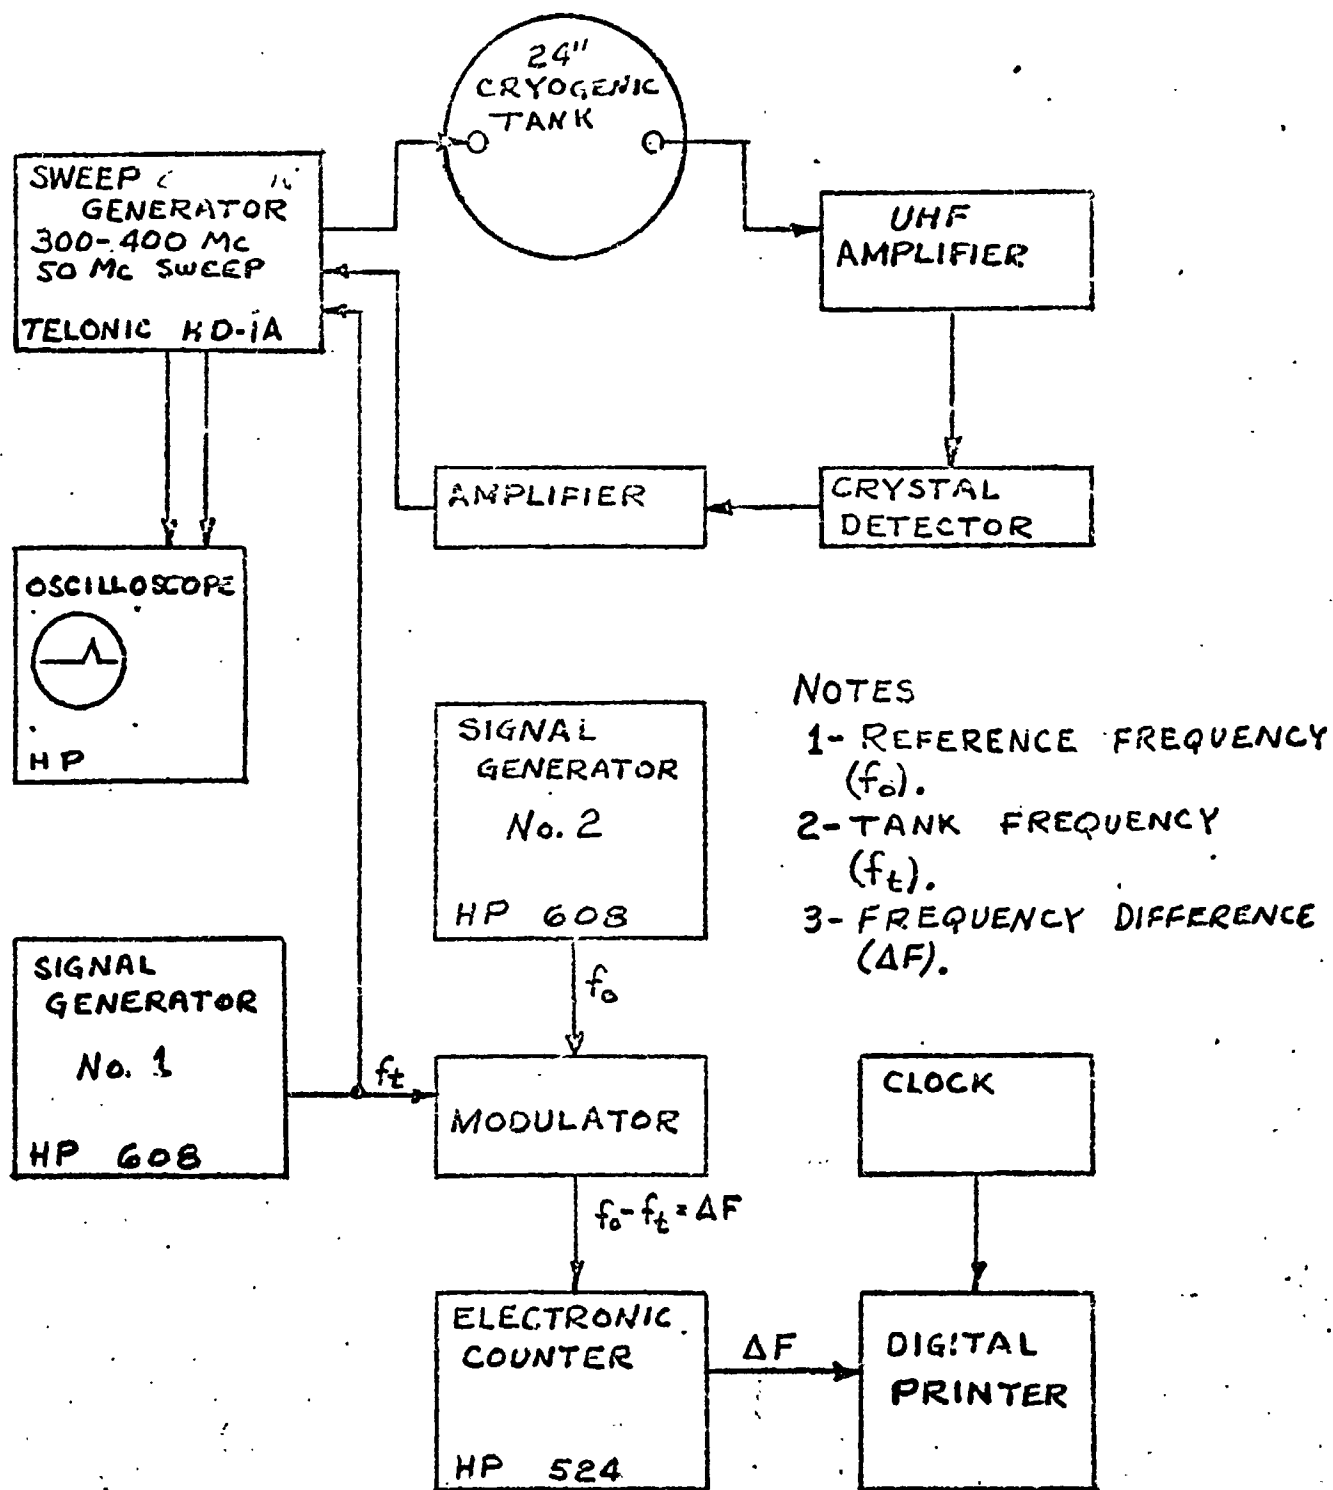 24"
CRYOGENIC
TANK
SWEEP
GENERATOR
300-400 Mc
50 Mc SWEEP
TELONIC HD-1A
UHF
AMPLIFIER
AMPLIFIER
CRYSTAL
DETECTOR
OSCILLOSCOPE
HP
SIGNAL
GENERATOR
No. 2
HP 608
NOTES
1- REFERENCE FREQUENCY
(f₀).
2- TANK FREQUENCY
(fₜ).
3- FREQUENCY DIFFERENCE
(ΔF).
SIGNAL
GENERATOR
No. 1
HP 608
f₀
fₜ
MODULATOR
CLOCK
f₀-fₜ=ΔF
ELECTRONIC
COUNTER
HP 524
ΔF
DIGITAL
PRINTER